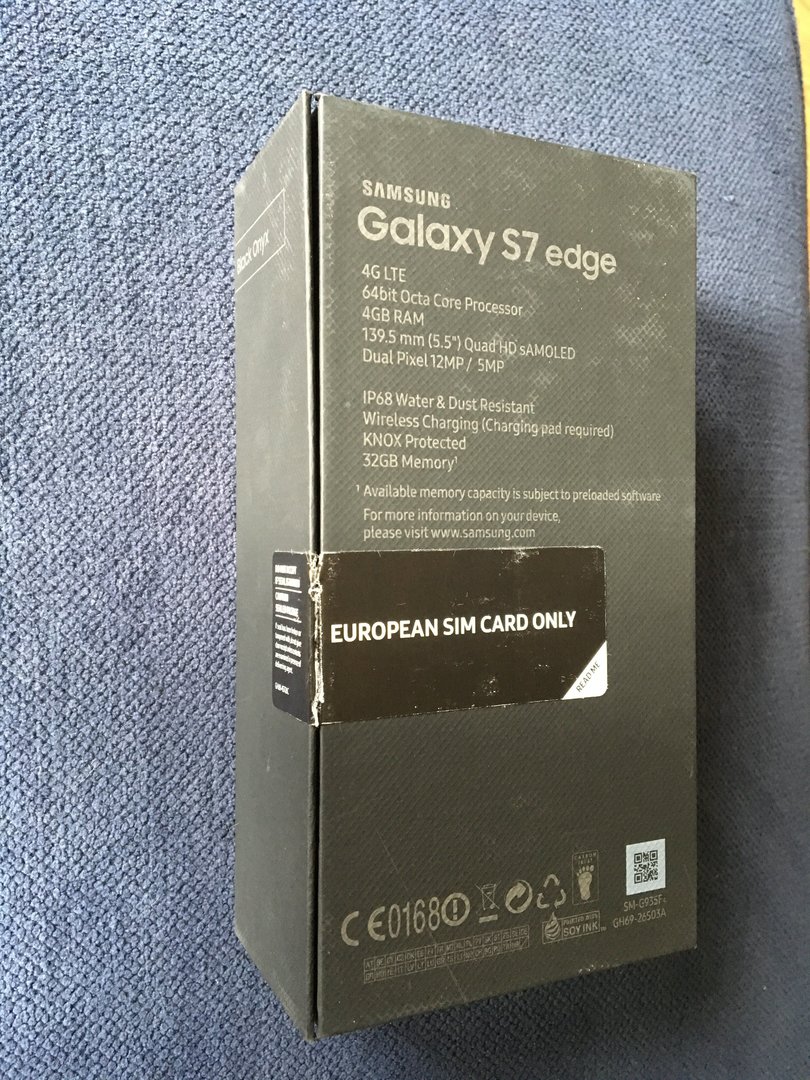 Black Onyx
SAMSUNG
Galaxy S7 edge
4G LTE
64bit Octa Core Processor
4GB RAM
139.5 mm (5.5") Quad HD sAMOLED
Dual Pixel 12MP / 5MP
IP68 Water & Dust Resistant
Wireless Charging (Charging pad required)
KNOX Protected
32GB Memory¹
¹ Available memory capacity is subject to preloaded software
For more information on your device,
please visit www.samsung.com
EUROPEAN SIM CARD ONLY
READ ME
CARBON
TRUST
CE0168
PRINTED WITH
SOY INK™
SM-G935F
GH69-26503A